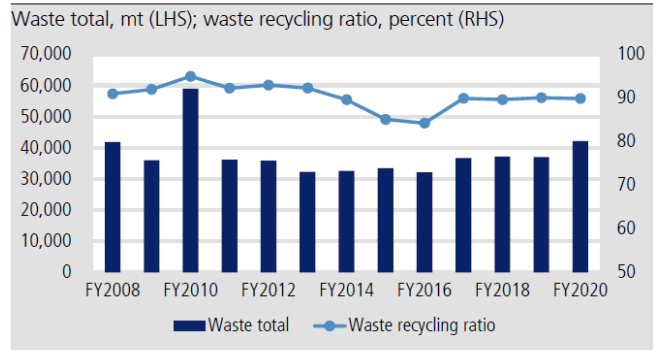 Waste total, mt (LHS); waste recycling ratio, percent (RHS)
70,000 100
60,000 90
50,000
40,000 80
30,000 70
20,000 60
10,000
0 50
FY2008 FY2010 FY2012 FY2014 FY2016 FY2018 FY2020
Waste total Waste recycling ratio